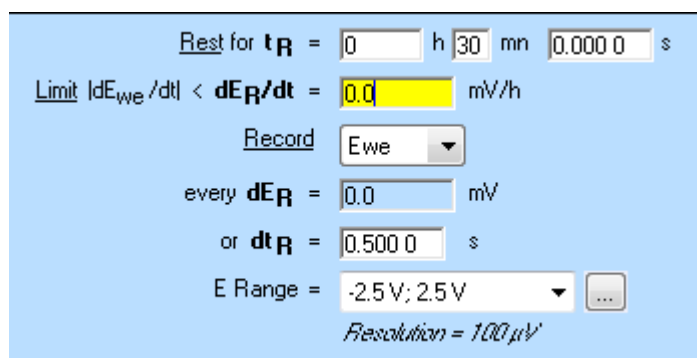 Rest for tR = 0 h 30 mn 0.000 0 s
Limit |dEwe/dt| < dER/dt = 0.0 mV/h
Record Ewe
every dER = 0.0 mV
or dtR = 0.500 0 s
E Range = -2.5 V; 2.5 V ...
Resolution = 100 µV